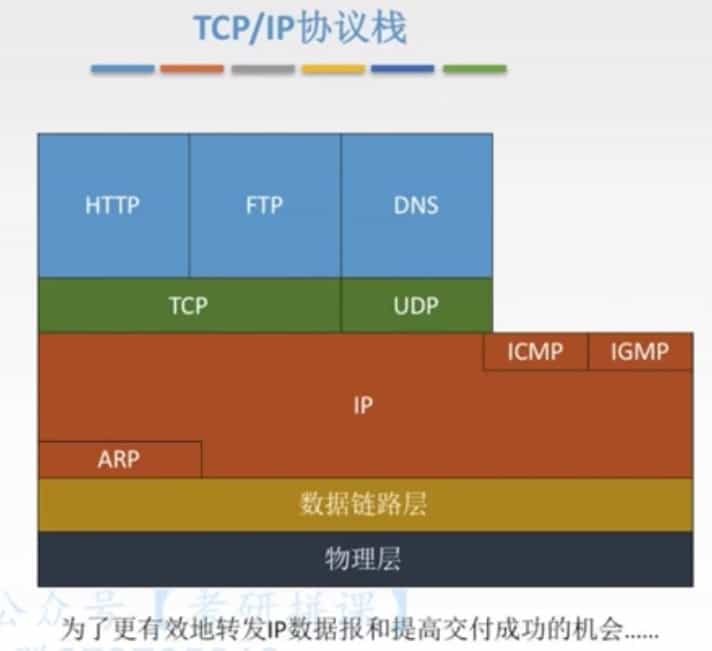 TCP/IP协议栈
HTTP FTP DNS
TCP UDP
ICMP IGMP
IP
ARP
数据链路层
物理层
公众号【考研拼课】
为了更有效地转发IP数据报和提高交付成功的机会......